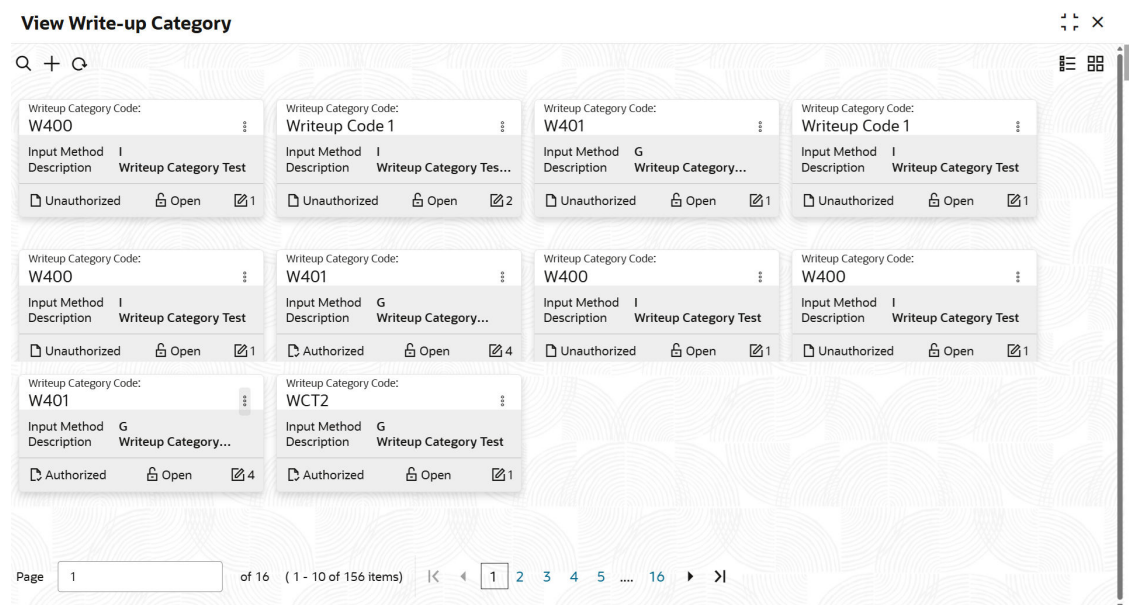 View Write-up Category
Writeup Category Code:
W400
Input Method I
Description Writeup Category Test
Unauthorized Open 1
Writeup Category Code:
Writeup Code 1
Input Method I
Description Writeup Category Tes...
Unauthorized Open 2
Writeup Category Code:
W401
Input Method G
Description Writeup Category...
Unauthorized Open 1
Writeup Category Code:
Writeup Code 1
Input Method I
Description Writeup Category Test
Unauthorized Open 1
Writeup Category Code:
W400
Input Method I
Description Writeup Category Test
Unauthorized Open 1
Writeup Category Code:
W401
Input Method G
Description Writeup Category...
Authorized Open 4
Writeup Category Code:
W400
Input Method I
Description Writeup Category Test
Unauthorized Open 1
Writeup Category Code:
W400
Input Method I
Description Writeup Category Test
Unauthorized Open 1
Writeup Category Code:
W401
Input Method G
Description Writeup Category...
Authorized Open 4
Writeup Category Code:
WCT2
Input Method G
Description Writeup Category Test
Authorized Open 1
Page 1 of 16 ( 1 - 10 of 156 items) 1 2 3 4 5 .... 16